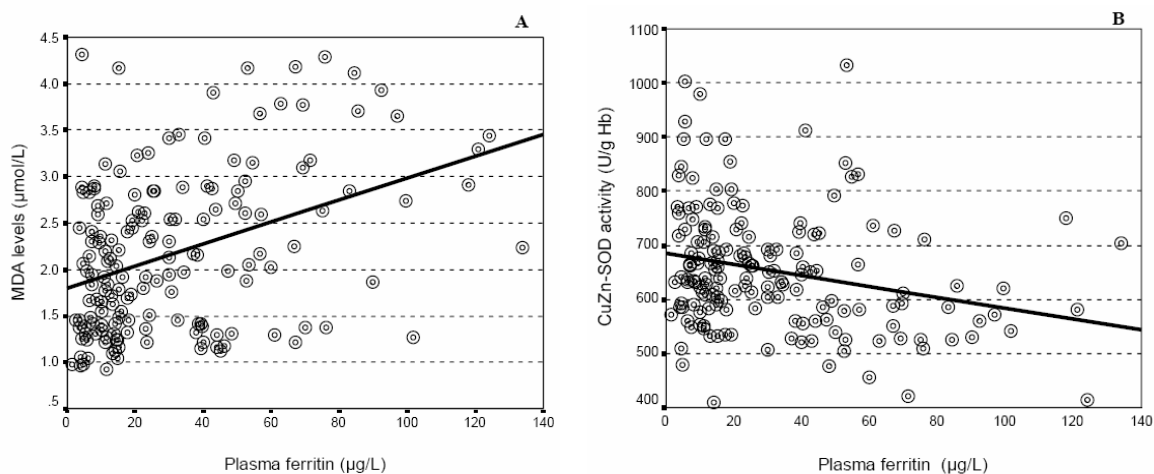 A
MDA levels (µmol/L)
4.5
4.0
3.5
3.0
2.5
2.0
1.5
1.0
.5
0 20 40 60 80 100 120 140
Plasma ferritin (µg/L)
B
CuZn-SOD activity (U/g Hb)
1100
1000
900
800
700
600
500
400
0 20 40 60 80 100 120 140
Plasma ferritin (µg/L)